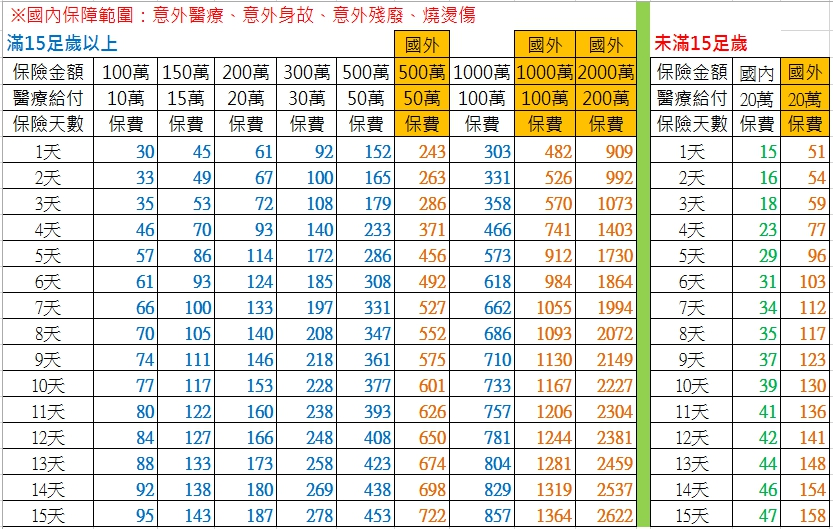 ※國內保障範圍：意外醫療、意外身故、意外殘廢、燒燙傷
滿15足歲以上 國外 國外 國外 未滿15足歲
保險金額 100萬 150萬 200萬 300萬 500萬 500萬 1000萬 1000萬 2000萬 保險金額 國內 國外
醫療給付 10萬 15萬 20萬 30萬 50萬 50萬 100萬 100萬 200萬 醫療給付 20萬 20萬
保險天數 保費 保費 保費 保費 保費 保費 保費 保費 保費 保險天數 保費 保費
1天 30 45 61 92 152 243 303 482 909 1天 15 51
2天 33 49 67 100 165 263 331 526 992 2天 16 54
3天 35 53 72 108 179 286 358 570 1073 3天 18 59
4天 46 70 93 140 233 371 466 741 1403 4天 23 77
5天 57 86 114 172 286 456 573 912 1730 5天 29 96
6天 61 93 124 185 308 492 618 984 1864 6天 31 103
7天 66 100 133 197 331 527 662 1055 1994 7天 34 112
8天 70 105 140 208 347 552 686 1093 2072 8天 35 117
9天 74 111 146 218 361 575 710 1130 2149 9天 37 123
10天 77 117 153 228 377 601 733 1167 2227 10天 39 130
11天 80 122 160 238 393 626 757 1206 2304 11天 41 136
12天 84 127 166 248 408 650 781 1244 2381 12天 42 141
13天 88 133 173 258 423 674 804 1281 2459 13天 44 148
14天 92 138 180 269 438 698 829 1319 2537 14天 46 154
15天 95 143 187 278 453 722 857 1364 2622 15天 47 158